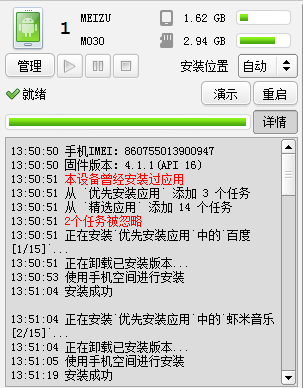 1
MEIZU
M030
1.62 GB
2.94 GB
管理
安装位置
自动
就绪
演示
重启
详情
13:50:50 手机IMEI: 860755013900947
13:50:50 固件版本: 4.1.1(API 16)
13:50:51 本设备曾经安装过应用
13:50:51 从 `优先安装应用` 添加 3 个任务
13:50:51 从 `精选应用` 添加 14 个任务
13:50:51 2个任务被忽略
13:50:51 正在安装`优先安装应用`中的`百度
[1/15]`...
13:50:51 正在卸载已安装版本...
13:50:53 使用手机空间进行安装
13:51:04 安装成功
13:51:04 正在安装`优先安装应用`中的`虾米音乐
[2/15]`...
13:51:04 正在卸载已安装版本...
13:51:05 使用手机空间进行安装
13:51:19 安装成功